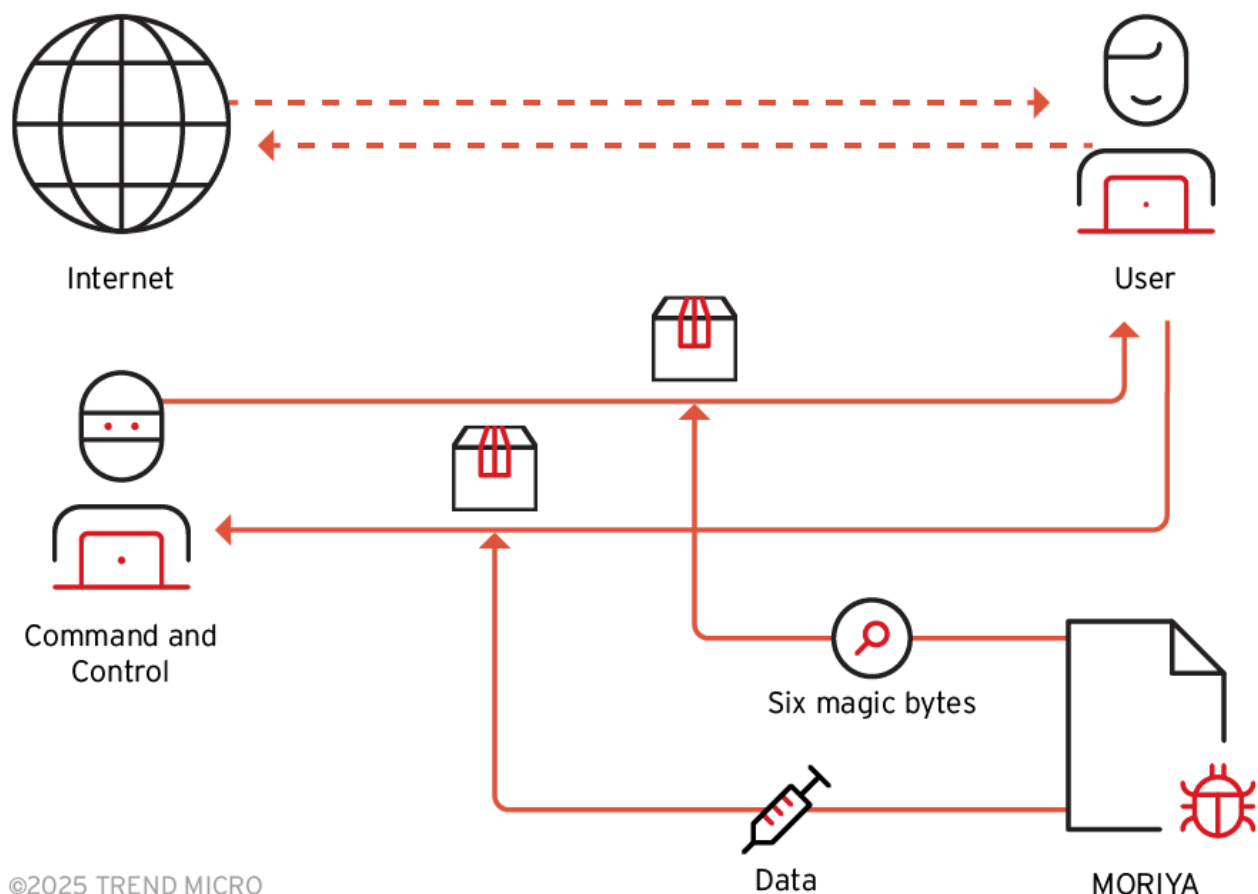 Internet
User
Command and
Control
Six magic bytes
Data
MORIYA
©2025 TREND MICRO